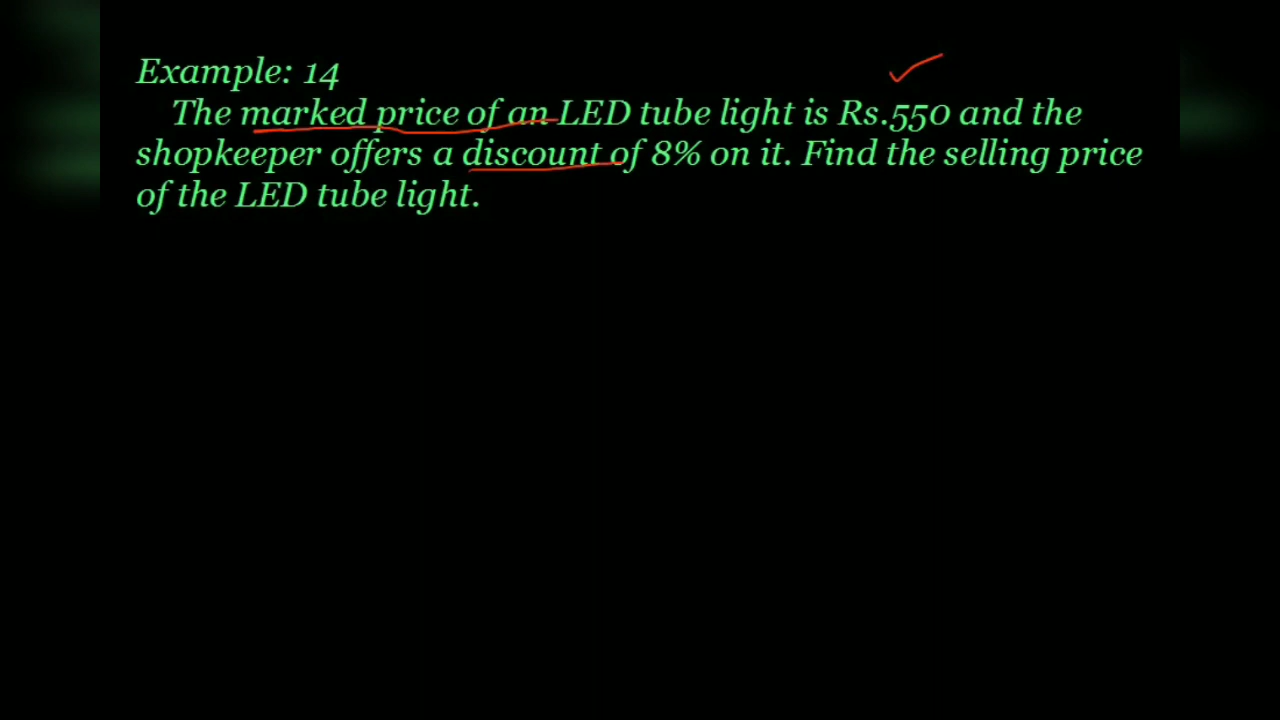 Example: 14
The marked price of an LED tube light is Rs.550 and the
shopkeeper offers a discount of 8% on it. Find the selling price
of the LED tube light.